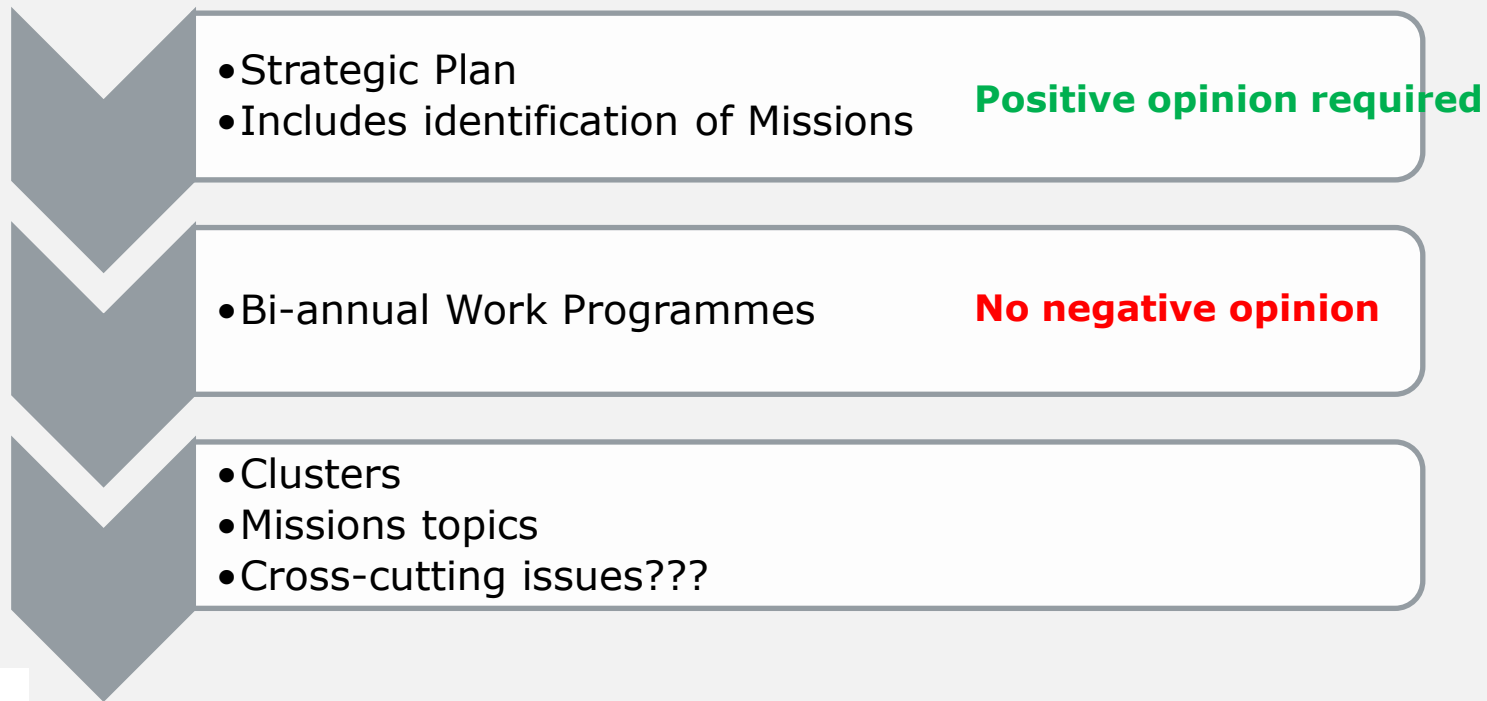 •Strategic Plan
•Includes identification of Missions
Positive opinion required
•Bi-annual Work Programmes
No negative opinion
•Clusters
•Missions topics
•Cross-cutting issues???